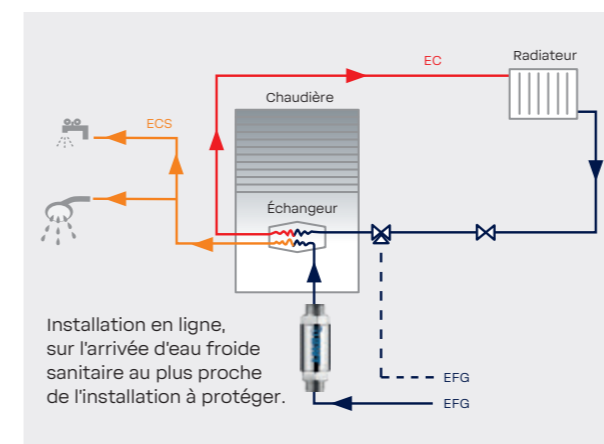 Radiateur
EC
Chaudière
ECS
Échangeur
Installation en ligne,
sur l'arrivée d'eau froide
sanitaire au plus proche
de l'installation à protéger.
EFG
EFG